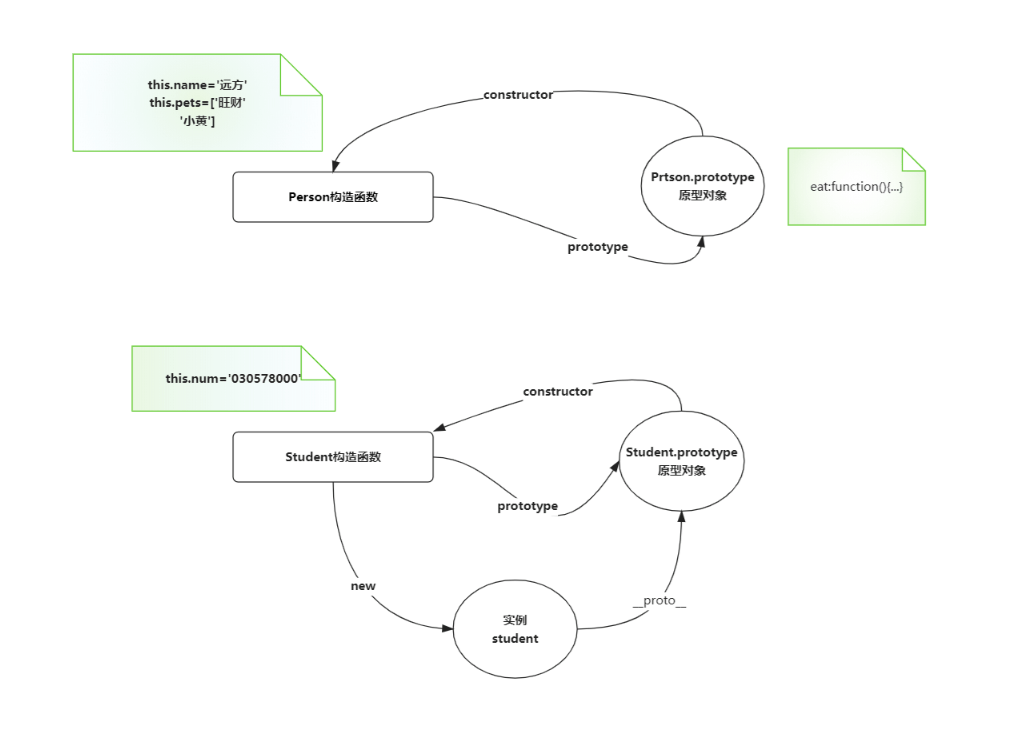 this.name='远方'
this.pets=['旺财'
'小黄']
constructor
Person构造函数
Prtson.prototype
原型对象
eat:function(){...}
prototype
this.num='030578000'
constructor
Student构造函数
Student.prototype
原型对象
prototype
new
__proto__
实例
student